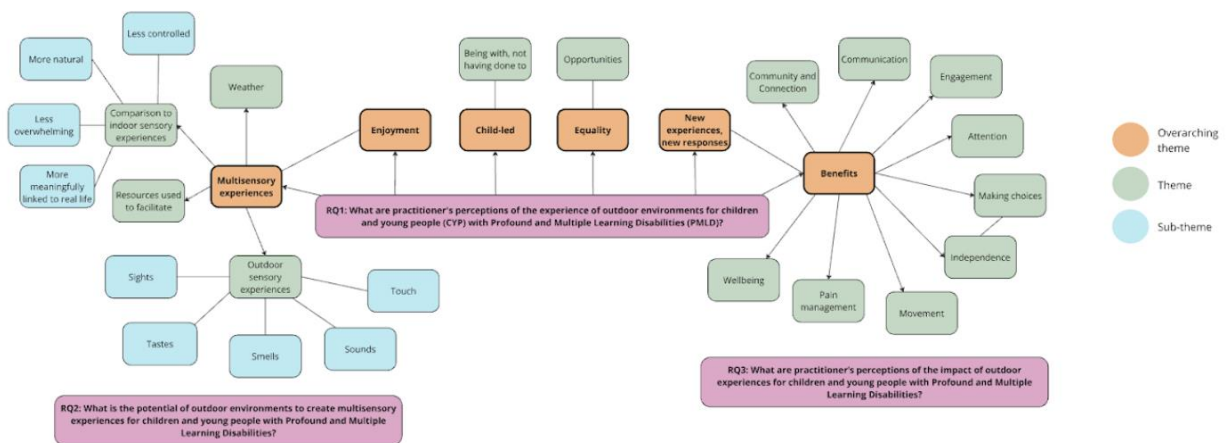 Less controlled
More natural
Less
overwhelming
More
meaningfully
linked to real life
Comparison to
indoor sensory
experiences
Weather
Resources used
to facilitate
Multisensory
experiences
Enjoyment
Being with, not
having done to
Child-led
Opportunities
Equality
New
experiences,
new responses
Community and
Connection
Communication
Engagement
Attention
Making choices
Independence
Benefits
Wellbeing
Pain
management
Movement
Overarching
theme
Theme
Sub-theme
RQ1: What are practitioner's perceptions of the experience of outdoor environments for children
and young people (CYP) with Profound and Multiple Learning Disabilities (PMLD)?
Outdoor
sensory
experiences
Sights
Touch
Tastes
Smells
Sounds
RQ2: What is the potential of outdoor environments to create multisensory
experiences for children and young people with Profound and Multiple
Learning Disabilities?
RQ3: What are practitioner's perceptions of the impact of outdoor
experiences for children and young people with Profound and Multiple
Learning Disabilities?